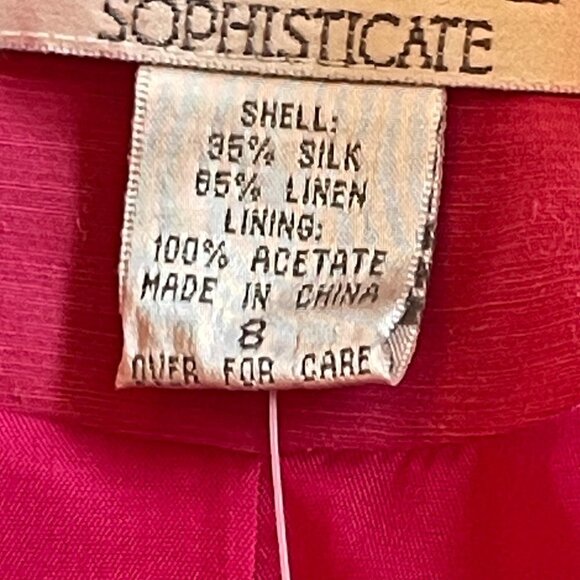 SOPHISTICATE
SHELL:
35% SILK
65% LINEN
LINING:
100% ACETATE
MADE IN CHINA
8
OVER FOR CARE